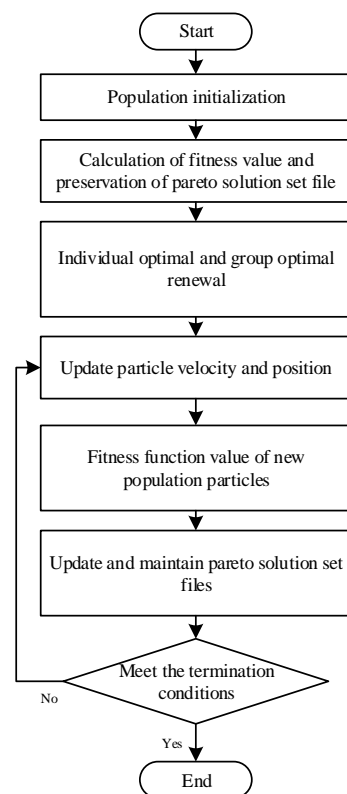 Start
Population initialization
Calculation of fitness value and
preservation of pareto solution set file
Individual optimal and group optimal
renewal
Update particle velocity and position
Fitness function value of new
population particles
Update and maintain pareto solution set
files
Meet the termination
conditions
No
Yes
End